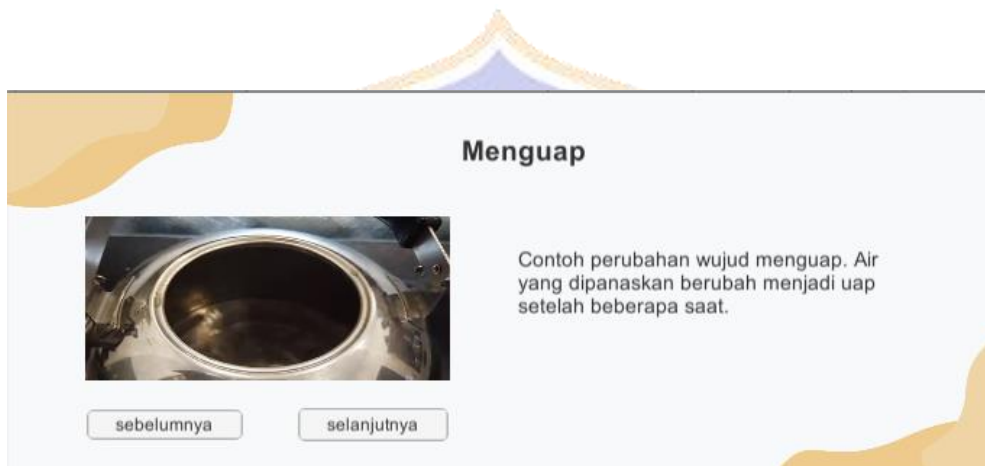 Menguap
Contoh perubahan wujud menguap. Air
yang dipanaskan berubah menjadi uap
setelah beberapa saat.
sebelumnya
selanjutnya